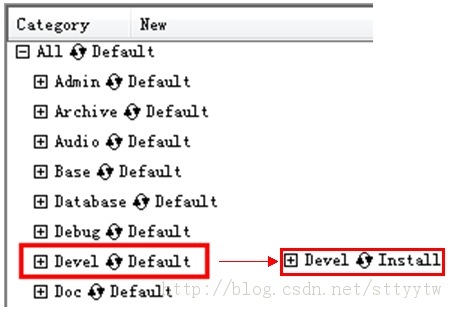 Category New
All Default
Admin Default
Archive Default
Audio Default
Base Default
Database Default
Debug Default
Devel Default Devel Install
Doc Default
http://blog.csdn.net/sttyytw